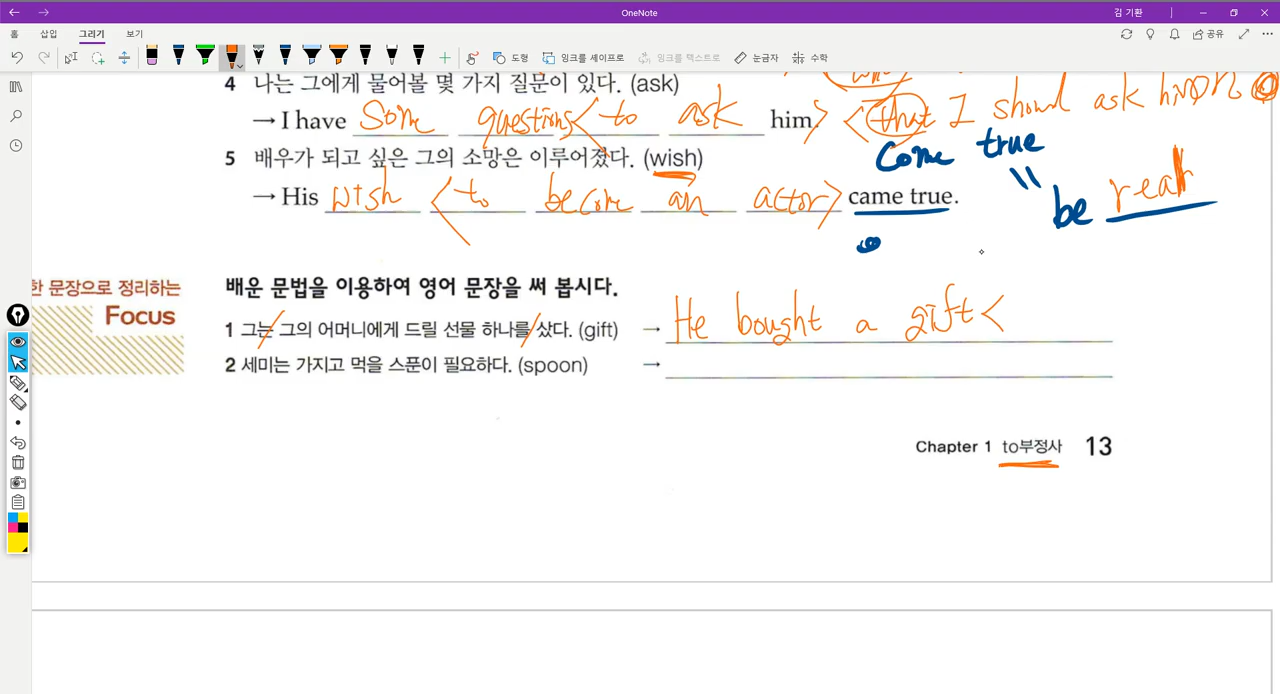 OneNote
김 기환
홈 삽입 그리기 보기
도형 잉크를 셰이프로 잉크를 텍스트로 눈금자 수학 공유
4 나는 그에게 물어볼 몇 가지 질문이 있다. (ask)
→ I have some questions < to ask him. > < that I should ask him
5 배우가 되고 싶은 그의 소망은 이루어졌다. (wish)
come true
→ His wish < to become an actor > came true.
= be real
한 문장으로 정리하는
Focus
배운 문법을 이용하여 영어 문장을 써 봅시다.
1 그는 그의 어머니에게 드릴 선물 하나를 샀다. (gift) → He bought a gift <
2 세미는 가지고 먹을 스푼이 필요하다. (spoon) →
Chapter 1 to부정사 13